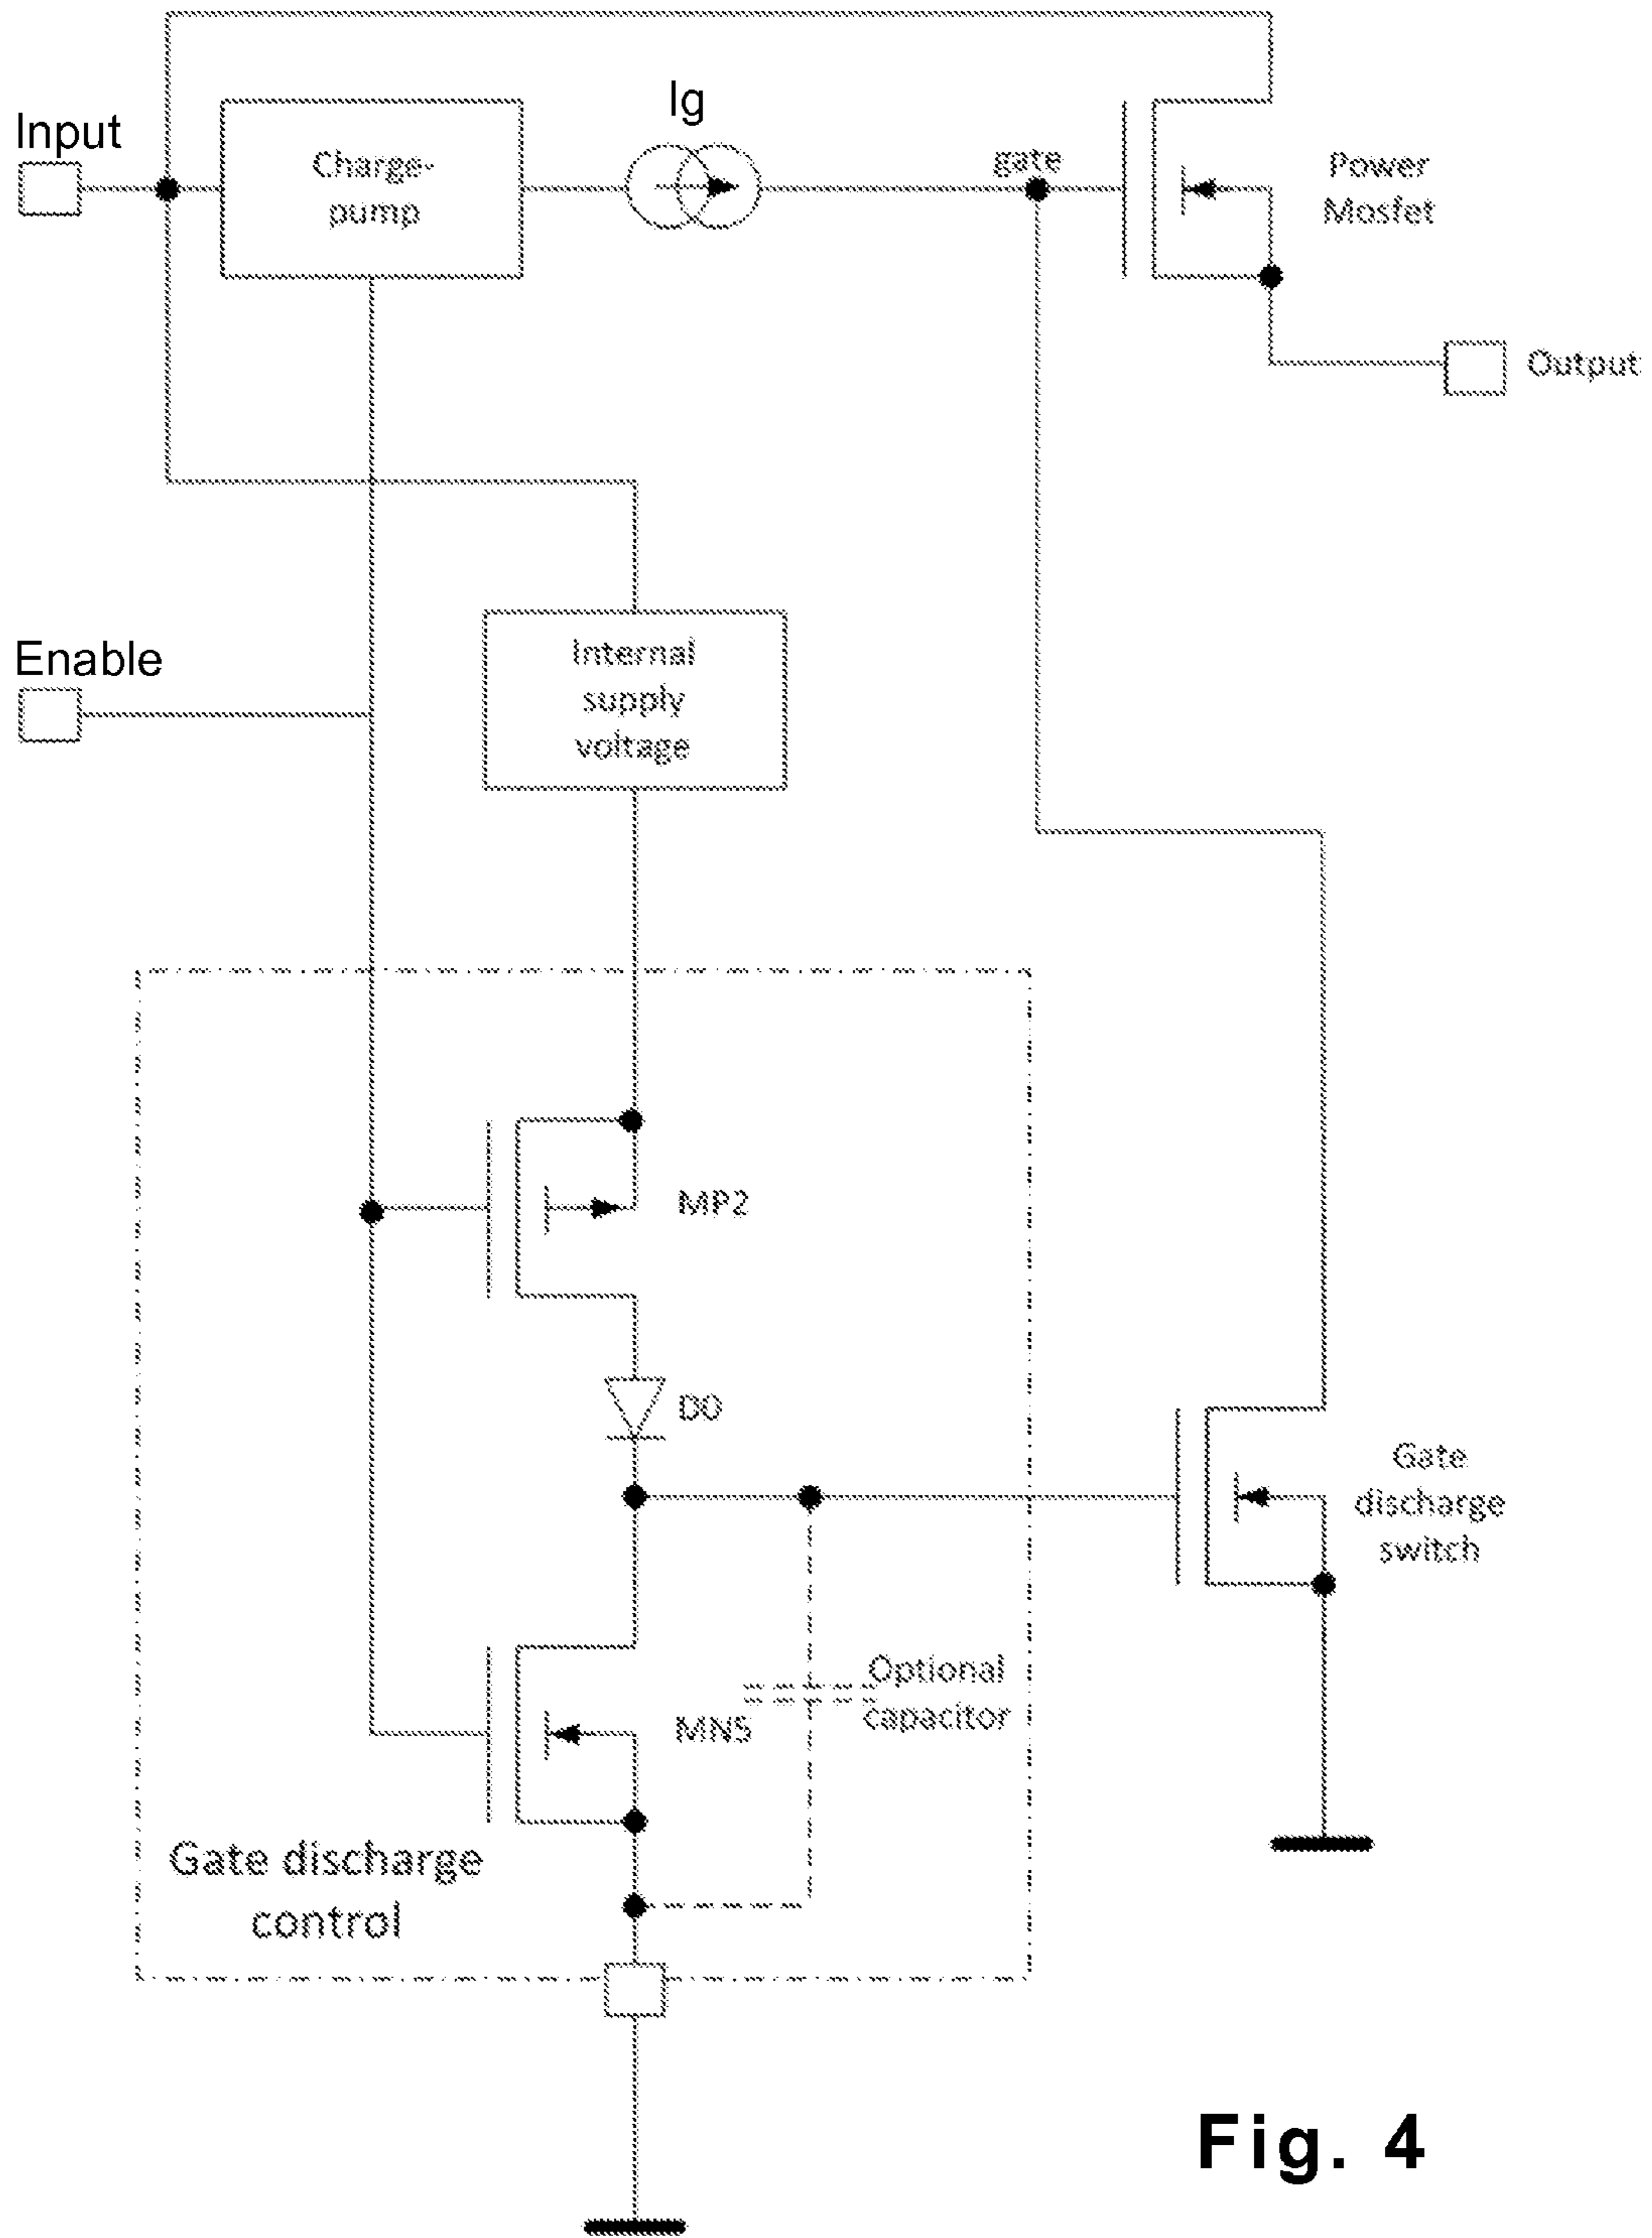 Input
Charge-
pump
Ig
gate
Power
Mosfet
Output
Enable
Internal
supply
voltage
MP2
D0
Gate
discharge
switch
MN5
Optional
capacitor
Gate discharge
control
Fig. 4